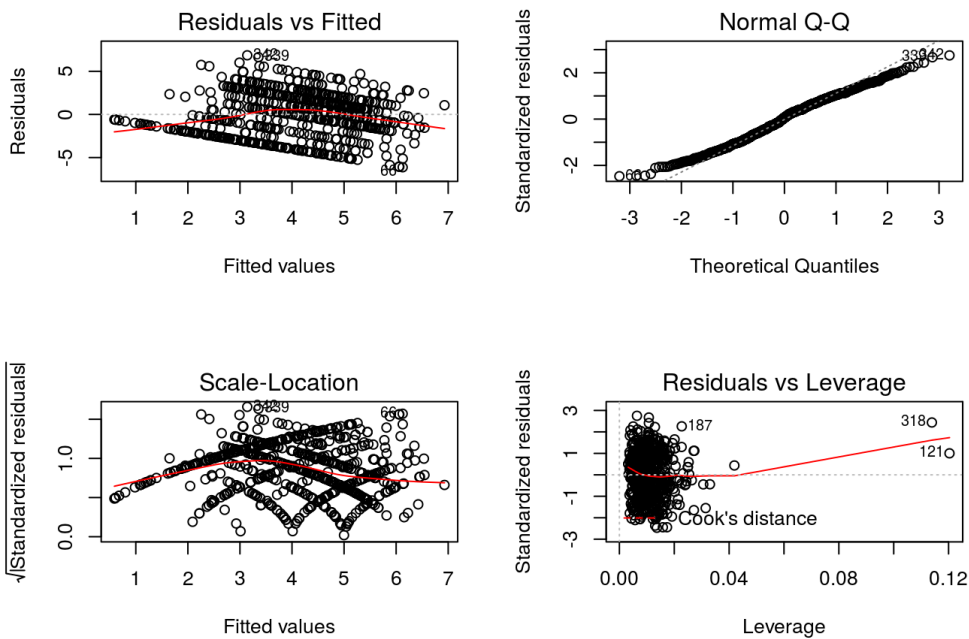 Residuals vs Fitted
Residuals
5
0
-5
339
1 2 3 4 5 6 7
Fitted values
Normal Q-Q
Standardized residuals
2
0
-2
-3 -2 -1 0 1 2 3
Theoretical Quantiles
Scale-Location
√|Standardized residuals|
1.0
0.0
339
66
1 2 3 4 5 6 7
Fitted values
Residuals vs Leverage
Standardized residuals
3
1
-1
-3
187
318
121
Cook's distance
0.00 0.04 0.08 0.12
Leverage